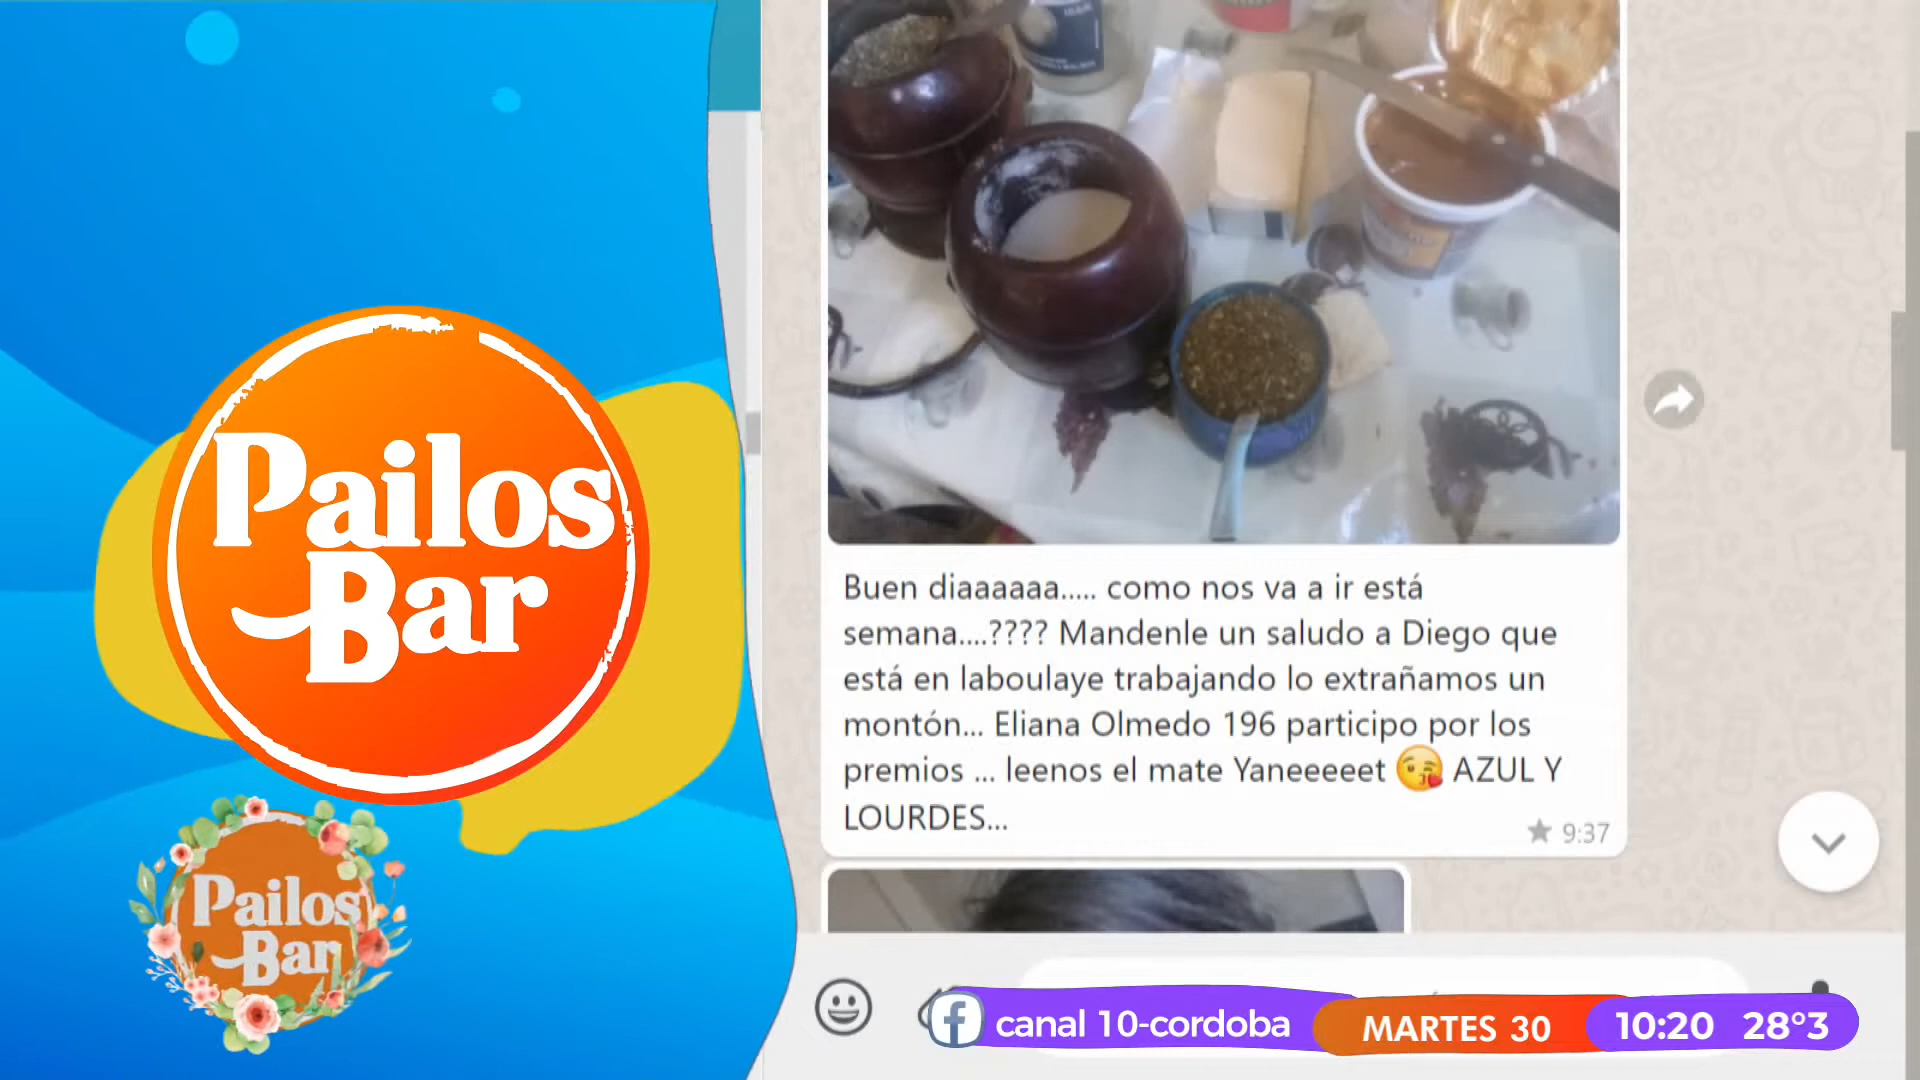 Pailos
Bar
Pailos
Bar
Buen diaaaaaa..... como nos va a ir está
semana....???? Mandenle un saludo a Diego que
está en laboulaye trabajando lo extrañamos un
montón... Eliana Olmedo 196 participo por los
premios ... leenos el mate Yaneeeeet 😘 AZUL Y
LOURDES...
9:37
canal 10-cordoba
MARTES 30
10:20 28°3